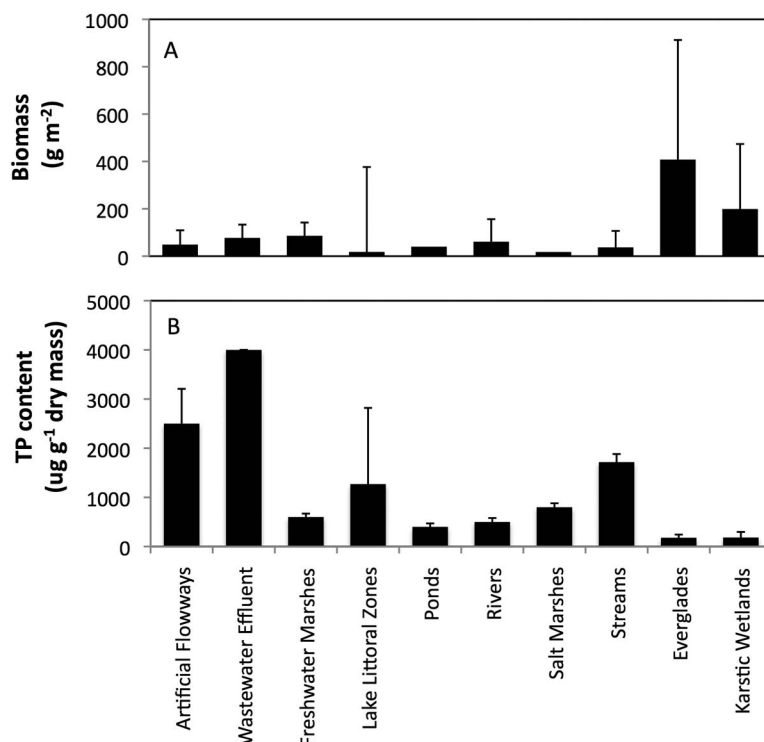 A
Biomass
(g m-2)
1000
800
600
400
200
0
B
TP content
(ug g-1 dry mass)
5000
4000
3000
2000
1000
0
Artificial Flowways
Wastewater Effluent
Freshwater Marshes
Lake Littoral Zones
Ponds
Rivers
Salt Marshes
Streams
Everglades
Karstic Wetlands